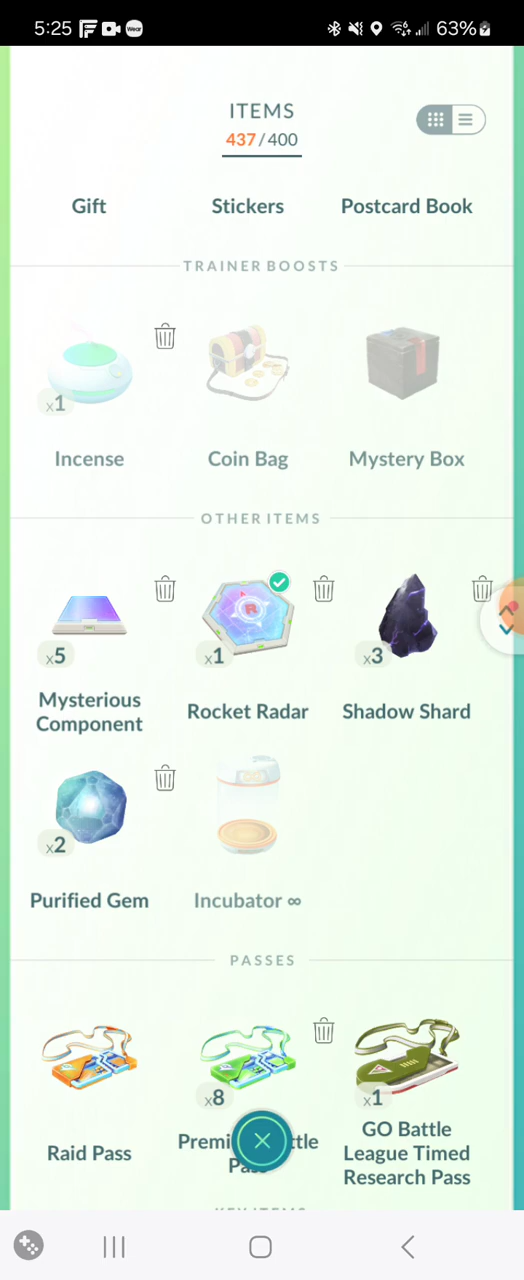 5:25
Wear
63%
ITEMS
437/400
Gift
Stickers
Postcard Book
TRAINER BOOSTS
x1
Incense
Coin Bag
Mystery Box
OTHER ITEMS
x5
R
x1
x3
Mysterious
Component
Rocket Radar
Shadow Shard
x2
Purified Gem
Incubator ∞
PASSES
x8
x1
Raid Pass
GO Battle
League Timed
Research Pass